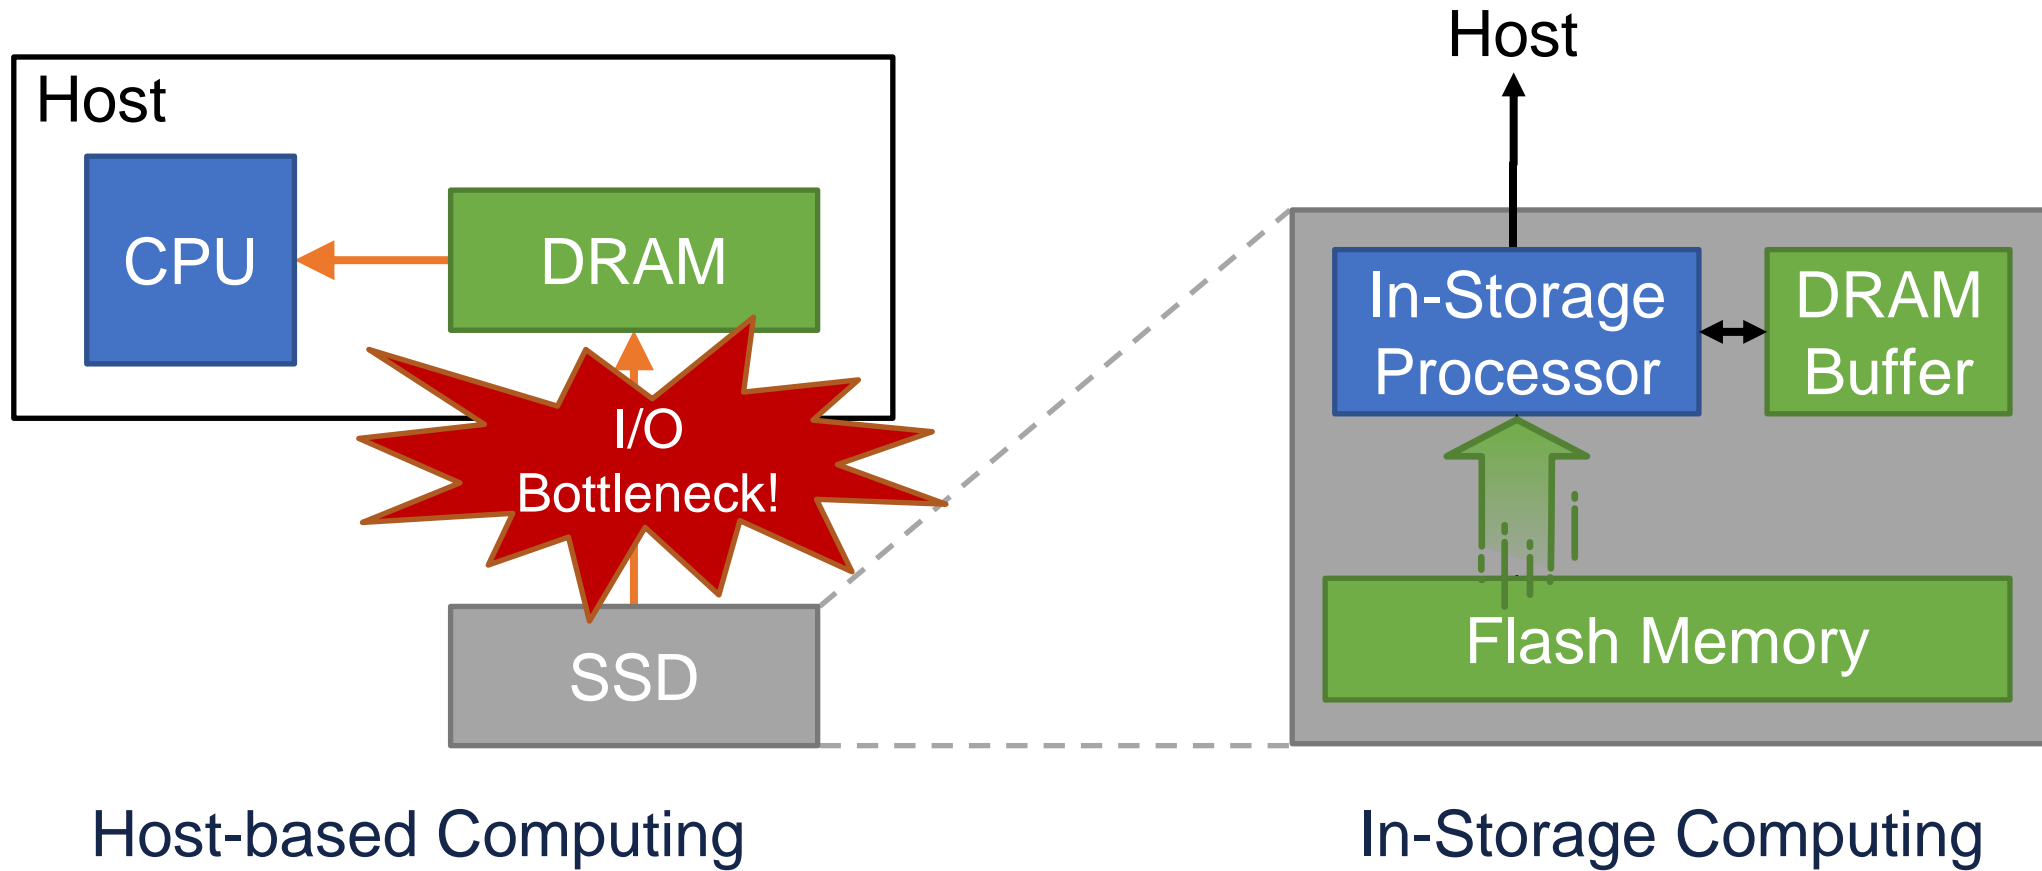 Host
CPU
DRAM
I/O
Bottleneck!
SSD
Host-based Computing
Host
In-Storage
Processor
DRAM
Buffer
Flash Memory
In-Storage Computing